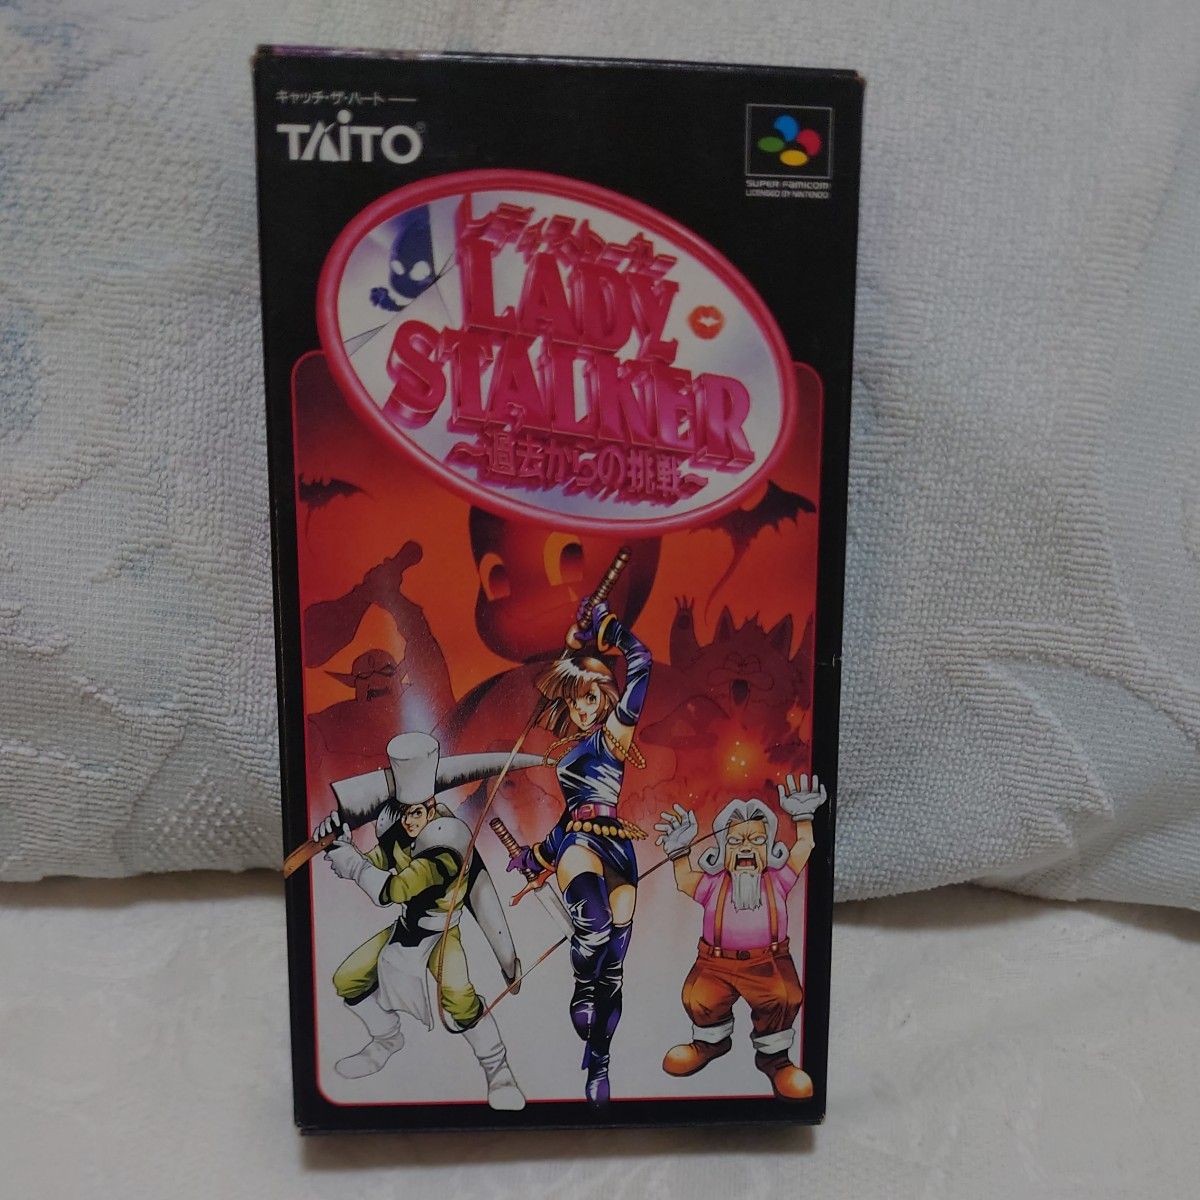 キャッチ・ザ・ハート
TAiTO®
SUPER FAMICOM
LICENSED BY NINTENDO
レディストーカー
LADY
STALKER
～過去からの挑戦～